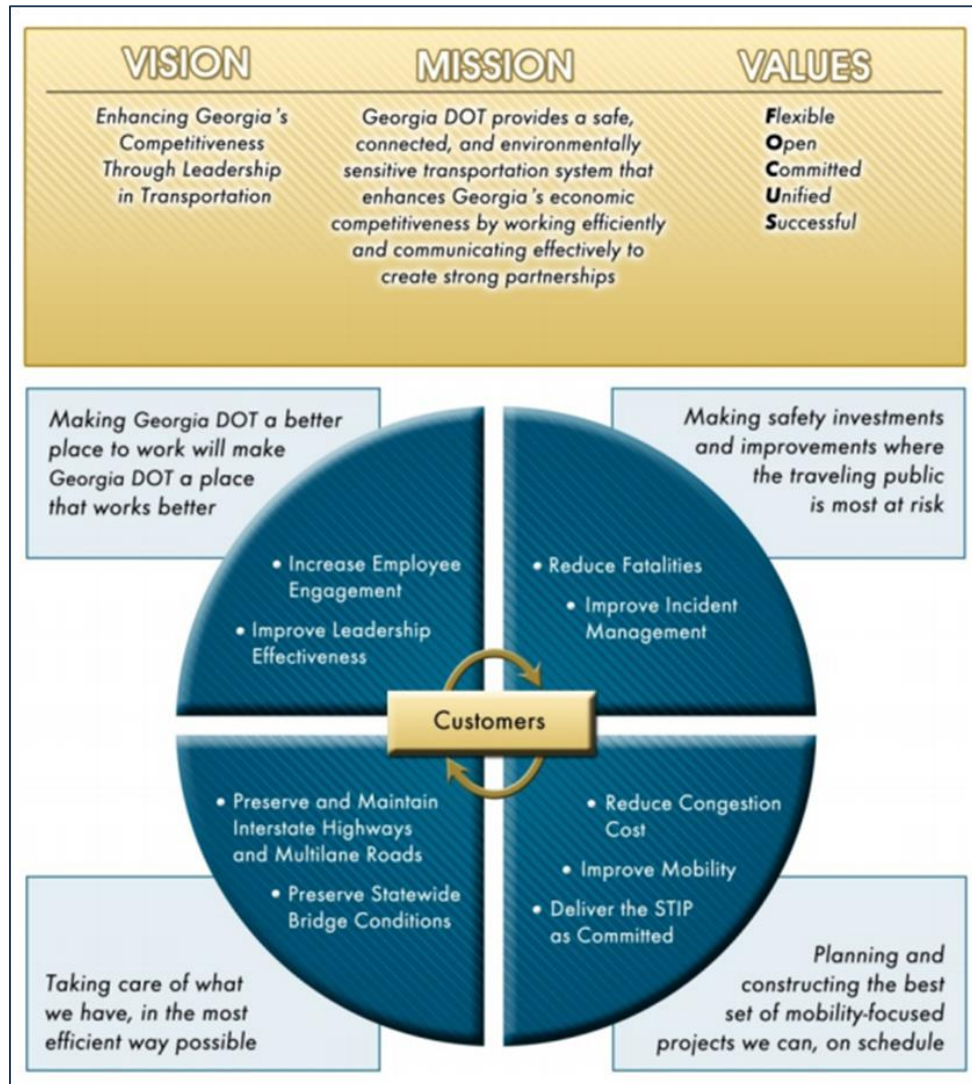 VISION
Enhancing Georgia's
Competitiveness
Through Leadership
in Transportation
MISSION
Georgia DOT provides a safe,
connected, and environmentally
sensitive transportation system that
enhances Georgia's economic
competitiveness by working efficiently
and communicating effectively to
create strong partnerships
VALUES
Flexible
Open
Committed
Unified
Successful
Making Georgia DOT a better
place to work will make
Georgia DOT a place
that works better
Making safety investments
and improvements where
the traveling public
is most at risk
• Increase Employee
Engagement
• Improve Leadership
Effectiveness
• Reduce Fatalities
• Improve Incident
Management
Customers
• Preserve and Maintain
Interstate Highways
and Multilane Roads
• Preserve Statewide
Bridge Conditions
• Reduce Congestion
Cost
• Improve Mobility
• Deliver the STIP
as Committed
Taking care of what
we have, in the most
efficient way possible
Planning and
constructing the best
set of mobility-focused
projects we can, on schedule